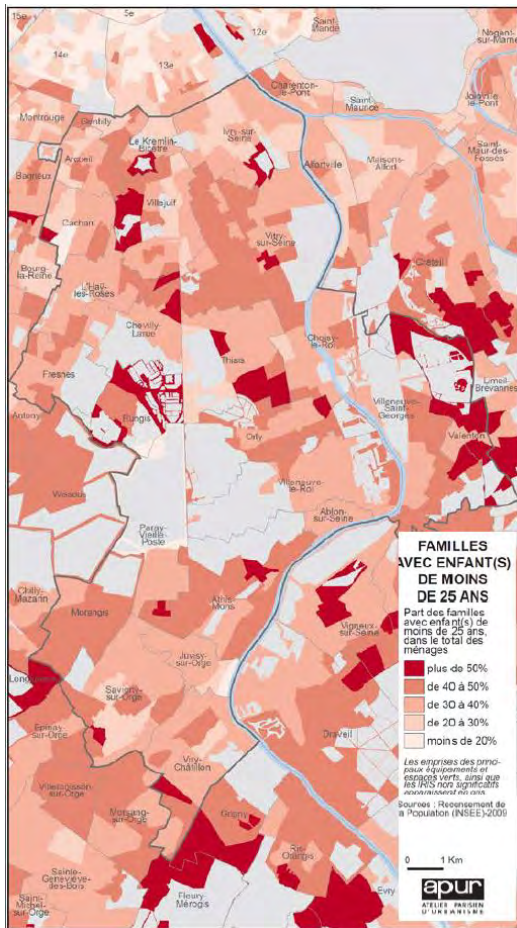 15e
5e
12e
Saint-
Mandé
Nogent-
sur-Marne
14e
13e
Charenton-
le-Pont
Joinville-
le-Pont
Montrouge
Gentilly
Saint-
Maurice
Le Kremlin-
Bicêtre
Ivry-sur-
Seine
Saint-
Maur-des-
Fossés
Arcueil
Alfortville
Maisons-
Alfort
Bagneux
Villejuif
Cachan
Vitry-
sur-Seine
Bourg-
la-Reine
Créteil
L'Haÿ-
les-Roses
Chevilly-
Larue
Choisy-
le-Roi
Fresnes
Thiais
Limeil-
Brévannes
Antony
Rungis
Villeneuve-
Saint-
Georges
Valenton
Orly
Wissous
Villeneuve-
le-Roi
Ablon-
sur-Seine
Paray-
Vieille-
Poste
FAMILLES
AVEC ENFANT(S)
DE MOINS
DE 25 ANS
Part des familles
avec enfant(s) de
moins de 25 ans,
dans le total des
ménages
plus de 50%
de 40 à 50%
de 30 à 40%
de 20 à 30%
moins de 20%
Les emprises des princi-
paux équipements et
espaces verts, ainsi que
les IRIS non significatifs
apparaissent en gris
Sources : Recensement de
la Population (INSEE)-2009
0 1 Km
apur
ATELIER PARISIEN
D'URBANISME
Chilly-
Mazarin
Morangis
Athis-
Mons
Vigneux-
sur-Seine
Juvisy-
sur-Orge
Longjumeau
Savigny-
sur-Orge
Epinay-
sur-Orge
Draveil
Viry-
Châtillon
Villemoisson-
sur-Orge
Morsang-
sur-Orge
Grigny
Ris-
Orangis
Sainte-
Geneviève-
des-Bois
Fleury-
Mérogis
Evry
Saint-
Michel-
sur-Orge